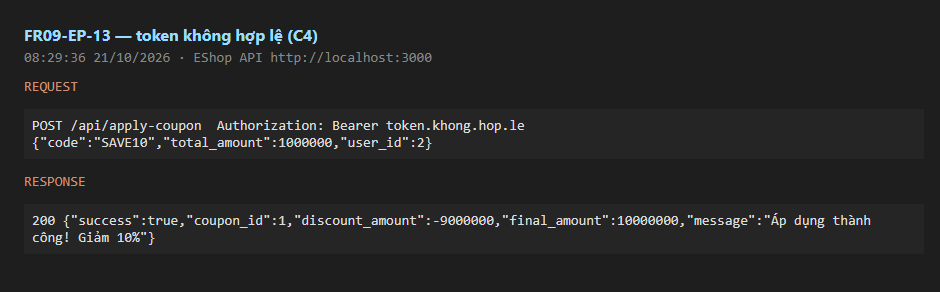 FR09-EP-13 — token không hợp lệ (C4)
08:29:36 21/10/2026 · EShop API http://localhost:3000
REQUEST
POST /api/apply-coupon  Authorization: Bearer token.khong.hop.le
{"code":"SAVE10","total_amount":1000000,"user_id":2}
RESPONSE
200 {"success":true,"coupon_id":1,"discount_amount":-9000000,"final_amount":10000000,"message":"Áp dụng thành
công! Giảm 10%"}